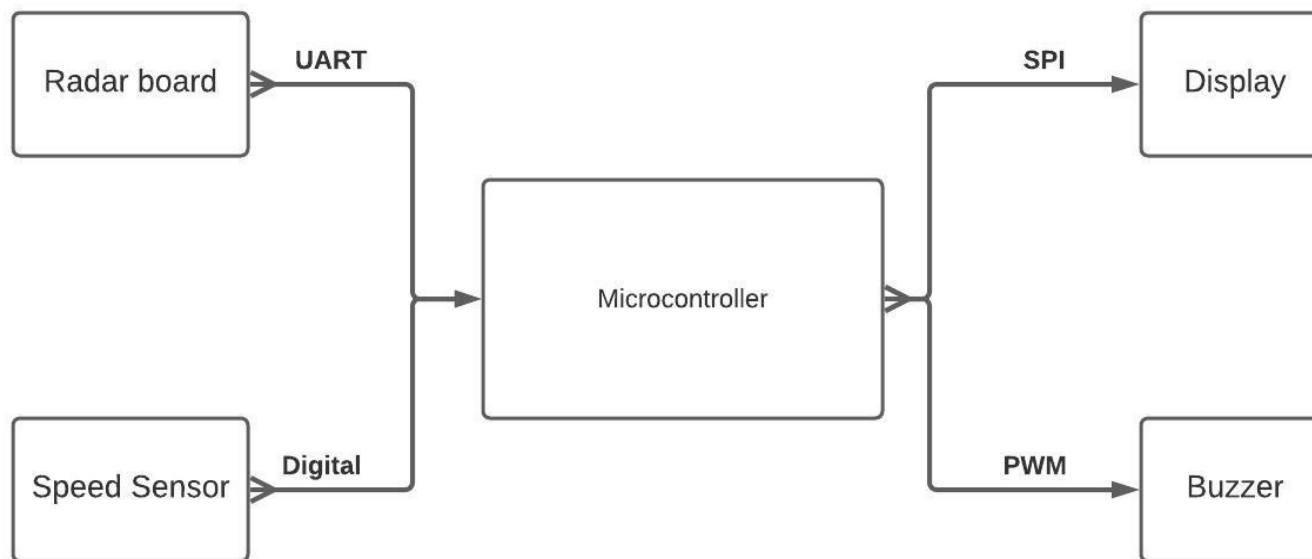 UART
SPI
Radar board
Display
Microcontroller
Digital
PWM
Speed Sensor
Buzzer